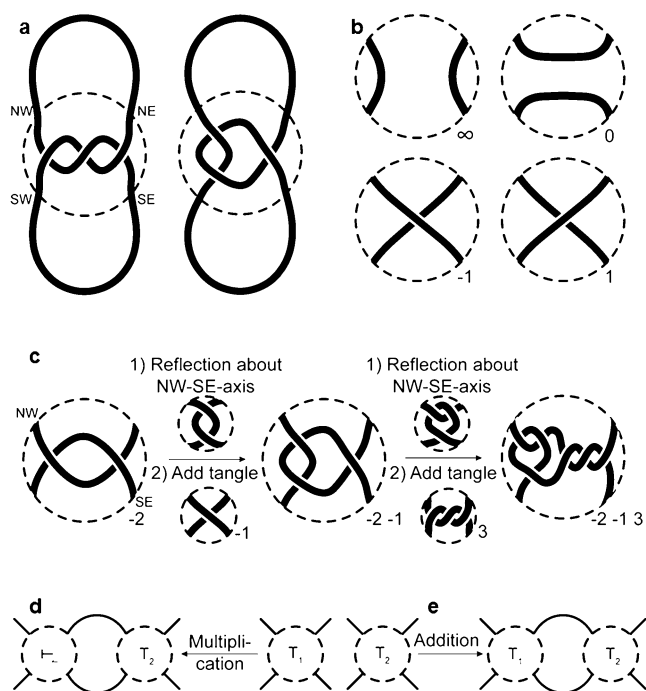 a
b
NW
NE
SW
SE
∞
0
-1
1
c
1) Reflection about
NW-SE-axis
1) Reflection about
NW-SE-axis
NW
2) Add tangle
2) Add tangle
SE
-2
-1
-2 -1
3
-2 -1 3
d
e
T₁
T₂
Multipli-
cation
T₁
T₂
Addition
T₁
T₂